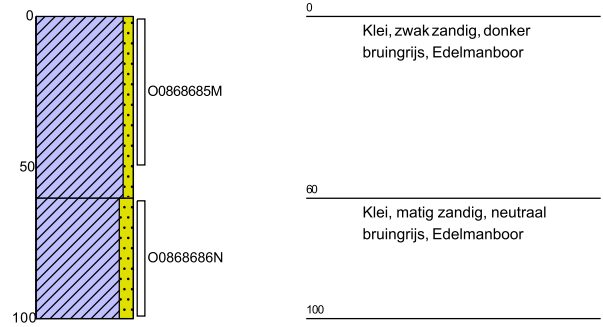 0
50
100
O0868685M
O0868686N
0
Klei, zwak zandig, donker
bruingrijs, Edelmanboor
60
Klei, matig zandig, neutraal
bruingrijs, Edelmanboor
100